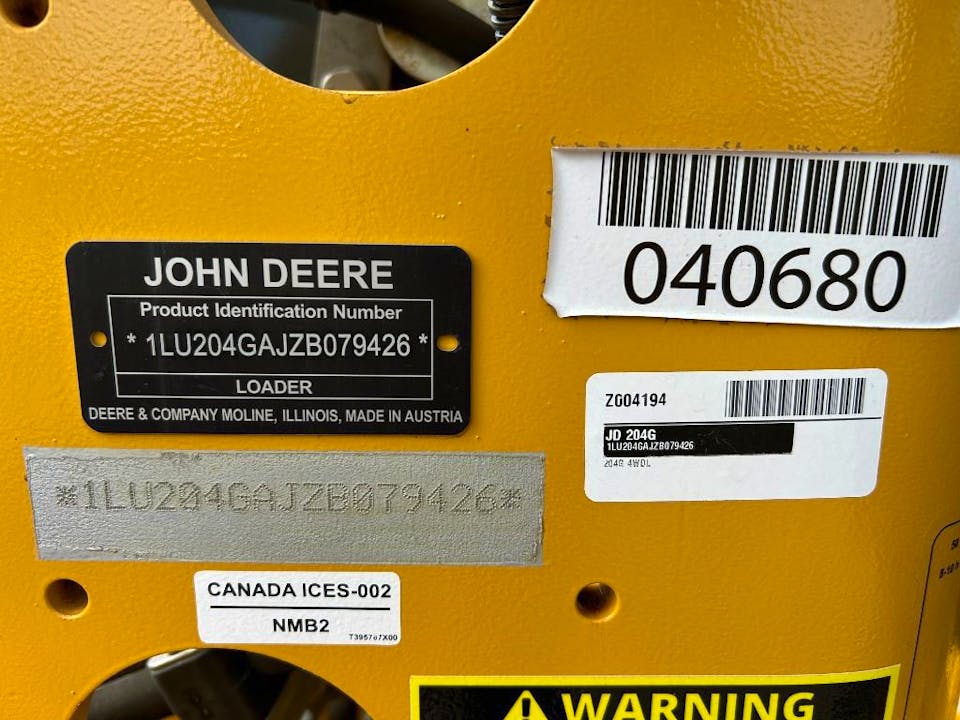 JOHN DEERE
Product Identification Number
* 1LU204GAJZB079426 *
LOADER
DEERE & COMPANY MOLINE, ILLINOIS, MADE IN AUSTRIA
*1LU204GAJZB079426*
CANADA ICES-002
NMB2
040680
Z004194
JD 204G
1LU204GAJZB079426
204G 4WDL
WARNING